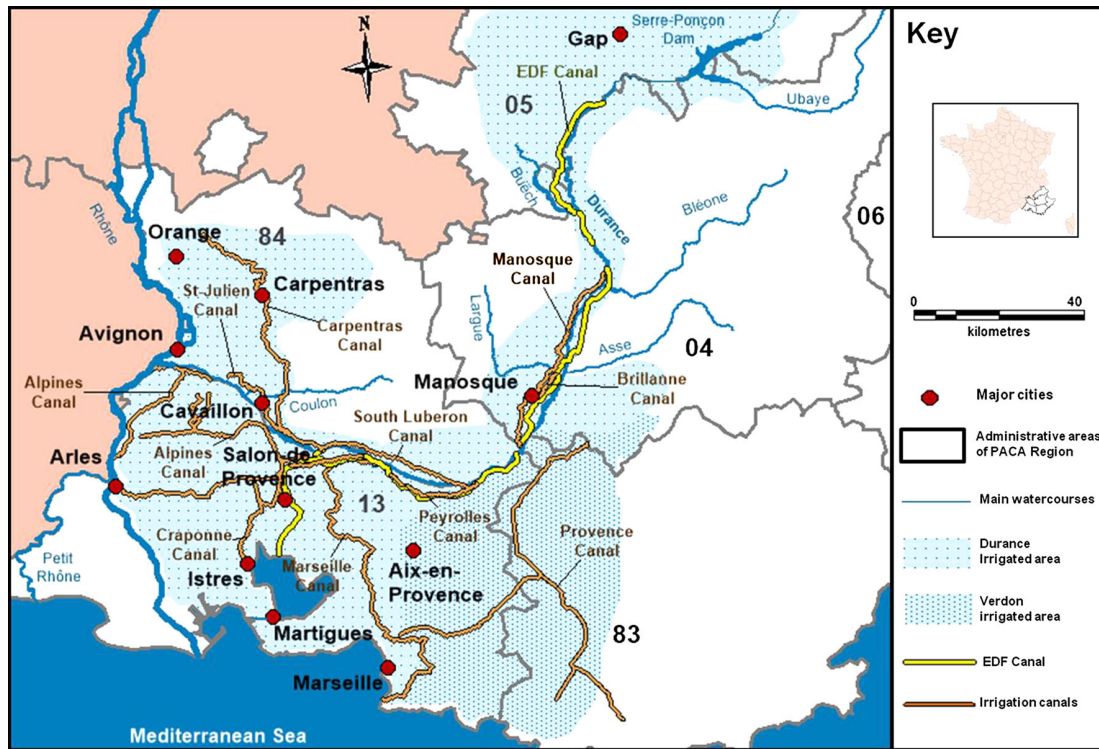 N
Gap
Serre-Ponçon
Dam
EDF Canal
05
Ubaye
Buëch
Durance
Bléone
06
Rhône
Orange
84
St-Julien
Canal
Carpentras
Carpentras
Canal
Manosque
Canal
Largue
Asse
04
Avignon
Alpines
Canal
Manosque
Brillanne
Canal
Cavaillon
Coulon
South Luberon
Canal
Arles
Alpines
Canal
Salon-de-
Provence
13
Peyrolles
Canal
Provence
Canal
Craponne
Canal
Petit
Rhône
Istres
Marseille
Canal
Aix-en-
Provence
Martigues
83
Marseille
Mediterranean Sea
Key
0
40
kilometres
Major cities
Administrative areas
of PACA Region
Main watercourses
Durance
Irrigated area
Verdon
irrigated area
EDF Canal
Irrigation canals